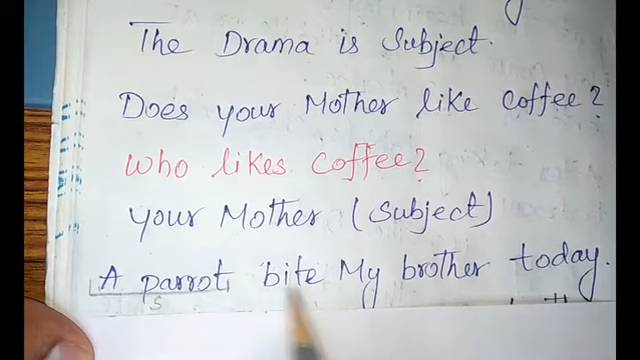 The Drama is Subject.
Does your Mother like coffee?
Who likes coffee?
your Mother (Subject)
A parrot bite My brother today.
S